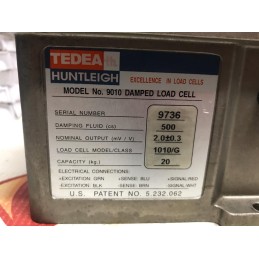 TEDEA
HUNTLEIGH
EXCELLENCE IN LOAD CELLS
MODEL No. 9010 DAMPED LOAD CELL
SERIAL NUMBER 9736
DAMPING FLUID (cs) 500
NOMINAL OUTPUT (mV / V) 2.0±0.3
LOAD CELL MODEL/CLASS 1010/G
CAPACITY (kg.) 20
ELECTRICAL CONNECTIONS:
+EXCITATION GRN +SENSE BLU +SIGNAL/RED
-EXCITATION BLK -SENSE BRN -SIGNAL/WHT
U.S. PATENT NO. 5.232.062